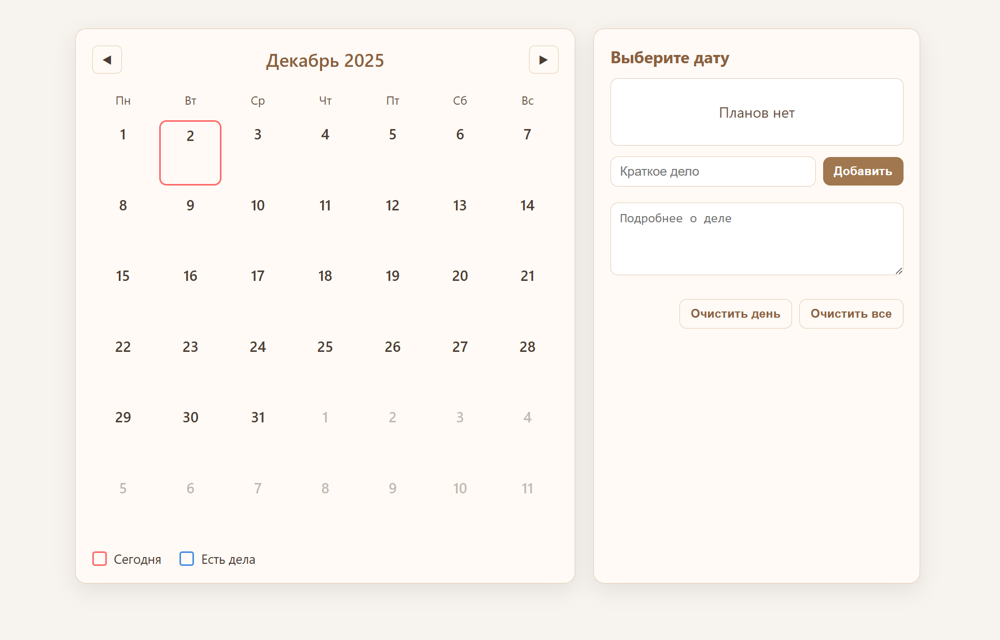 ◀ Декабрь 2025 ▶
Пн Вт Ср Чт Пт Сб Вс
1 2 3 4 5 6 7
8 9 10 11 12 13 14
15 16 17 18 19 20 21
22 23 24 25 26 27 28
29 30 31 1 2 3 4
5 6 7 8 9 10 11
Сегодня Есть дела
Выберите дату
Планов нет
Краткое дело Добавить
Подробнее о деле
Очистить день Очистить все